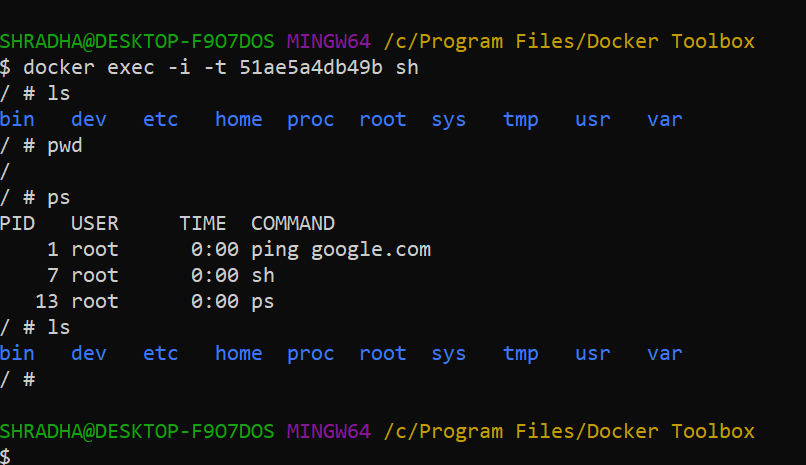 SHRADHA@DESKTOP-F9O7DOS MINGW64 /c/Program Files/Docker Toolbox
$ docker exec -i -t 51ae5a4db49b sh
/ # ls
bin   dev   etc   home  proc  root  sys   tmp   usr   var
/ # pwd
/
/ # ps
PID   USER     TIME  COMMAND
    1 root      0:00 ping google.com
    7 root      0:00 sh
   13 root      0:00 ps
/ # ls
bin   dev   etc   home  proc  root  sys   tmp   usr   var
/ #
SHRADHA@DESKTOP-F9O7DOS MINGW64 /c/Program Files/Docker Toolbox
$